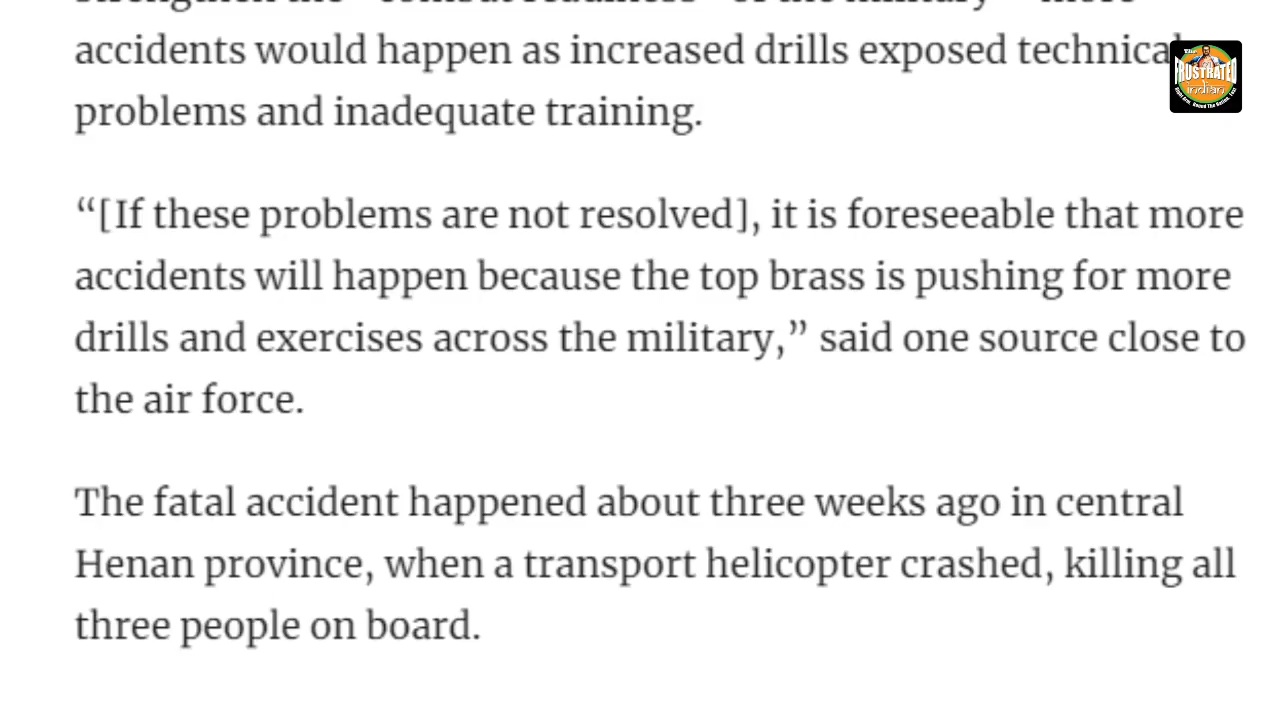 accidents would happen as increased drills exposed technical
problems and inadequate training.
“[If these problems are not resolved], it is foreseeable that more
accidents will happen because the top brass is pushing for more
drills and exercises across the military,” said one source close to
the air force.
The fatal accident happened about three weeks ago in central
Henan province, when a transport helicopter crashed, killing all
three people on board.
The
FRUSTRATED
indian